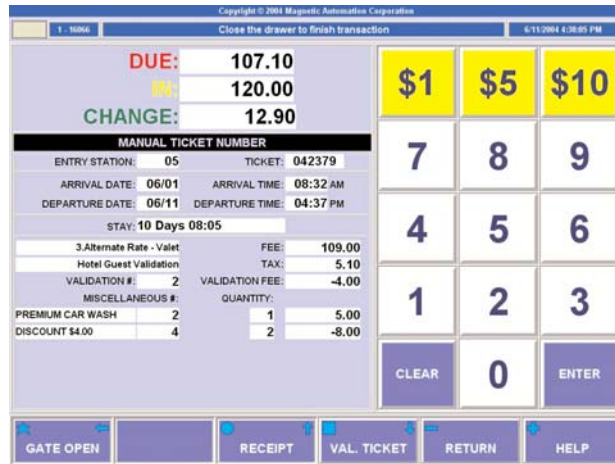 Copyright © 2004 Magnetic Automation Corporation
1 - 16066 Close the drawer to finish transaction 6/11/2004 4:38:05 PM
DUE: 107.10
IN: 120.00
CHANGE: 12.90
$1 $5 $10
MANUAL TICKET NUMBER
ENTRY STATION: 05 TICKET: 042379
ARRIVAL DATE: 06/01 ARRIVAL TIME: 08:32 AM
DEPARTURE DATE: 06/11 DEPARTURE TIME: 04:37 PM
STAY: 10 Days 08:05
3.Alternate Rate - Valet FEE: 109.00
Hotel Guest Validation TAX: 5.10
VALIDATION #: 2 VALIDATION FEE: -4.00
MISCELLANEOUS #: QUANTITY:
PREMIUM CAR WASH 2 1 5.00
DISCOUNT $4.00 4 2 -8.00
7 8 9
4 5 6
1 2 3
CLEAR 0 ENTER
GATE OPEN RECEIPT VAL. TICKET RETURN HELP